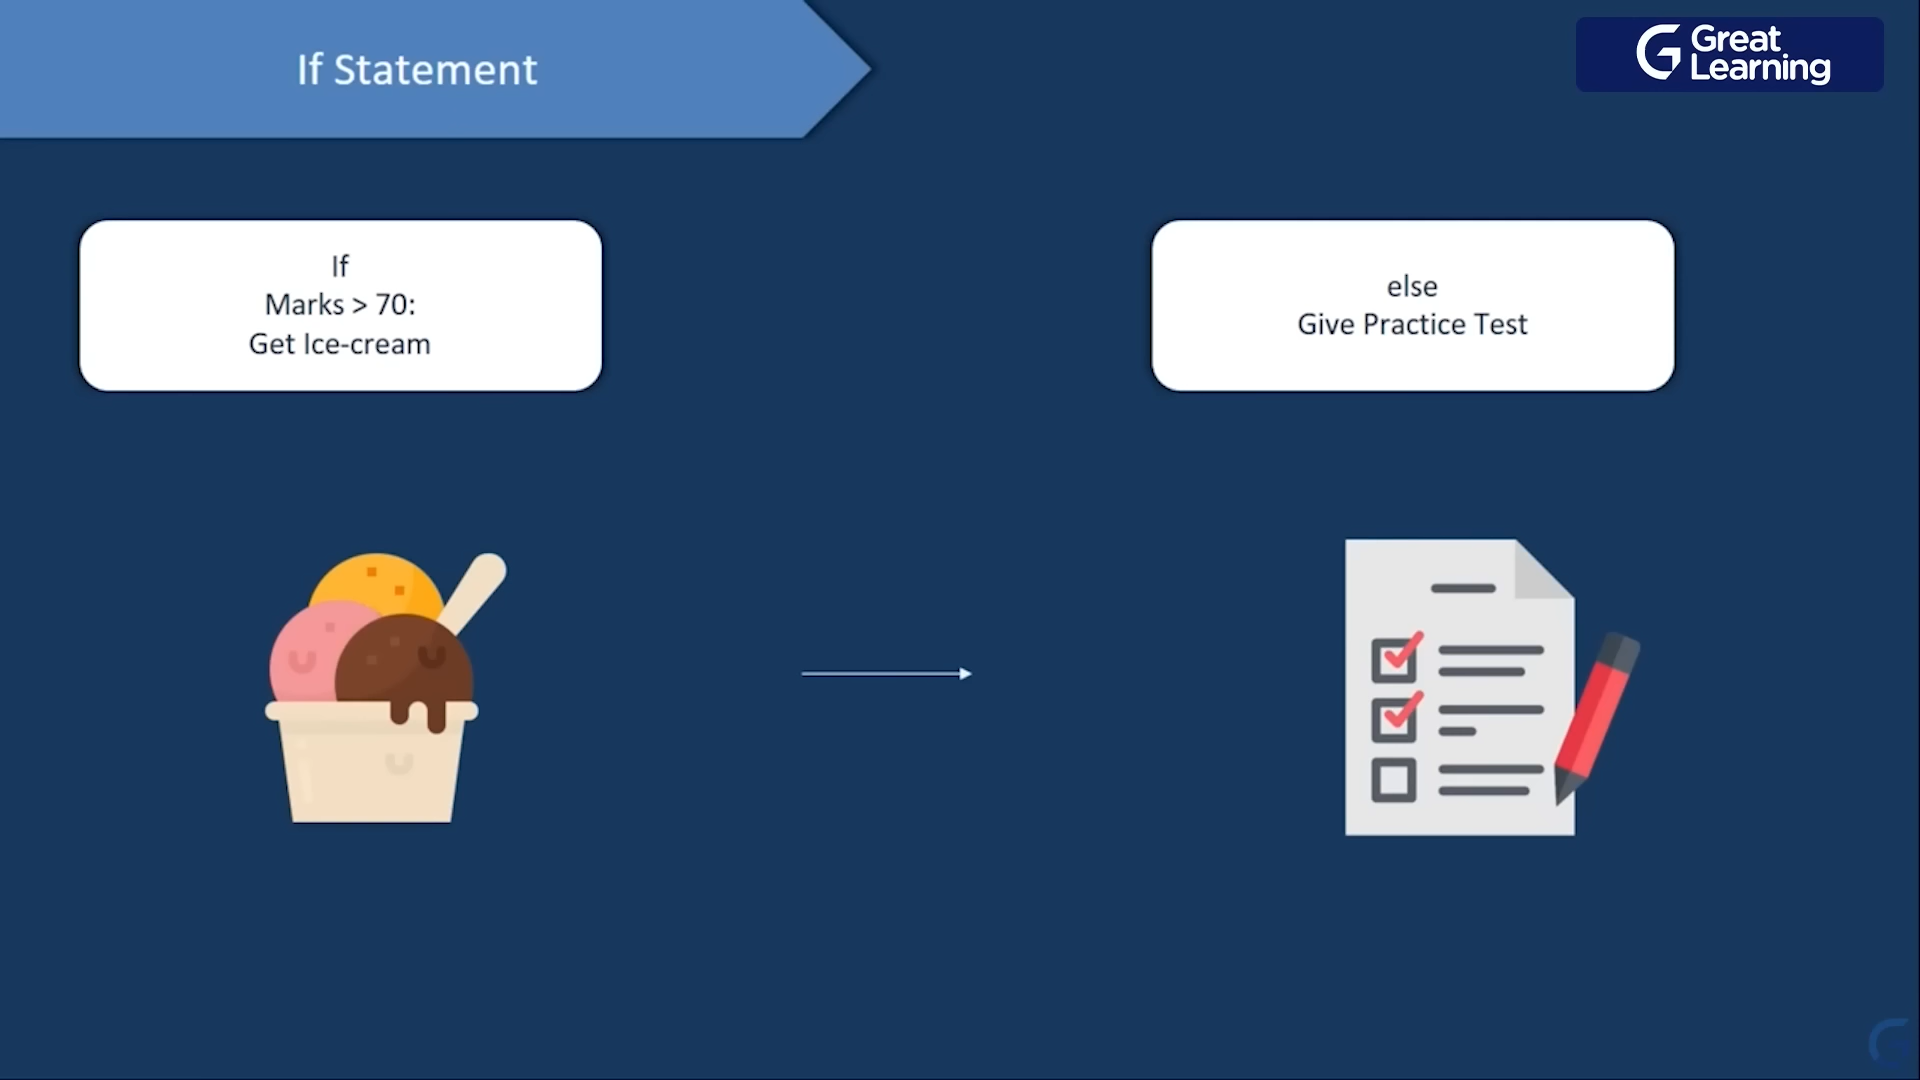 If Statement
Great
Learning
If
Marks > 70:
Get Ice-cream
else
Give Practice Test